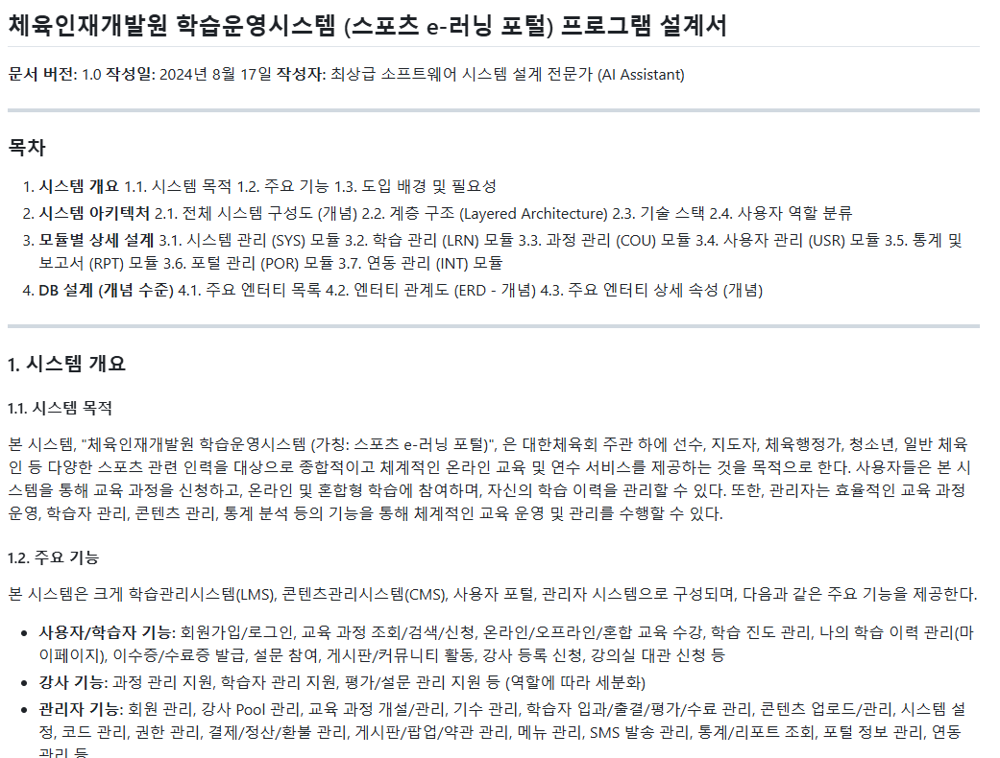 체육인재개발원 학습운영시스템 (스포츠 e-러닝 포털) 프로그램 설계서
문서 버전: 1.0 작성일: 2024년 8월 17일 작성자: 최상급 소프트웨어 시스템 설계 전문가 (AI Assistant)
목차
1. 시스템 개요 1.1. 시스템 목적 1.2. 주요 기능 1.3. 도입 배경 및 필요성
2. 시스템 아키텍처 2.1. 전체 시스템 구성도 (개념) 2.2. 계층 구조 (Layered Architecture) 2.3. 기술 스택 2.4. 사용자 역할 분류
3. 모듈별 상세 설계 3.1. 시스템 관리 (SYS) 모듈 3.2. 학습 관리 (LRN) 모듈 3.3. 과정 관리 (COU) 모듈 3.4. 사용자 관리 (USR) 모듈 3.5. 통계 및
보고서 (RPT) 모듈 3.6. 포털 관리 (POR) 모듈 3.7. 연동 관리 (INT) 모듈
4. DB 설계 (개념 수준) 4.1. 주요 엔터티 목록 4.2. 엔터티 관계도 (ERD - 개념) 4.3. 주요 엔터티 상세 속성 (개념)
1. 시스템 개요
1.1. 시스템 목적
본 시스템, "체육인재개발원 학습운영시스템 (가칭: 스포츠 e-러닝 포털)", 은 대한체육회 주관 하에 선수, 지도자, 체육행정가, 청소년, 일반 체육
인 등 다양한 스포츠 관련 인력을 대상으로 종합적이고 체계적인 온라인 교육 및 연수 서비스를 제공하는 것을 목적으로 한다. 사용자들은 본 시
스템을 통해 교육 과정을 신청하고, 온라인 및 혼합형 학습에 참여하며, 자신의 학습 이력을 관리할 수 있다. 또한, 관리자는 효율적인 교육 과정
운영, 학습자 관리, 콘텐츠 관리, 통계 분석 등의 기능을 통해 체계적인 교육 운영 및 관리를 수행할 수 있다.
1.2. 주요 기능
본 시스템은 크게 학습관리시스템(LMS), 콘텐츠관리시스템(CMS), 사용자 포털, 관리자 시스템으로 구성되며, 다음과 같은 주요 기능을 제공한다.
• 사용자/학습자 기능: 회원가입/로그인, 교육 과정 조회/검색/신청, 온라인/오프라인/혼합 교육 수강, 학습 진도 관리, 나의 학습 이력 관리(마
이페이지), 이수증/수료증 발급, 설문 참여, 게시판/커뮤니티 활동, 강사 등록 신청, 강의실 대관 신청 등
• 강사 기능: 과정 관리 지원, 학습자 관리 지원, 평가/설문 관리 지원 등 (역할에 따라 세분화)
• 관리자 기능: 회원 관리, 강사 Pool 관리, 교육 과정 개설/관리, 기수 관리, 학습자 입과/출결/평가/수료 관리, 콘텐츠 업로드/관리, 시스템 설
정, 코드 관리, 권한 관리, 결제/정산/환불 관리, 게시판/팝업/약관 관리, 메뉴 관리, SMS 발송 관리, 통계/리포트 조회, 포털 정보 관리, 연동
관리 등